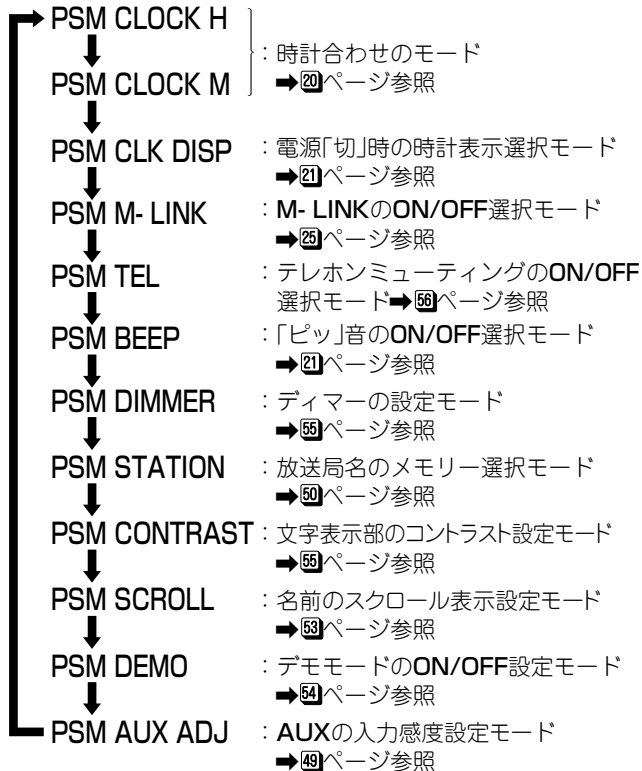 PSM CLOCK H
：時計合わせのモード
PSM CLOCK M ➡20ページ参照
PSM CLK DISP ：電源「切」時の時計表示選択モード
➡21ページ参照
PSM M- LINK ：M- LINKのON/OFF選択モード
➡25ページ参照
PSM TEL ：テレホンミューティングのON/OFF
選択モード➡56ページ参照
PSM BEEP ：「ピッ」音のON/OFF選択モード
➡21ページ参照
PSM DIMMER ：ディマーの設定モード
➡55ページ参照
PSM STATION ：放送局名のメモリー選択モード
➡50ページ参照
PSM CONTRAST：文字表示部のコントラスト設定モード
➡55ページ参照
PSM SCROLL ：名前のスクロール表示設定モード
➡53ページ参照
PSM DEMO ：デモモードのON/OFF設定モード
➡54ページ参照
PSM AUX ADJ ：AUXの入力感度設定モード
➡49ページ参照